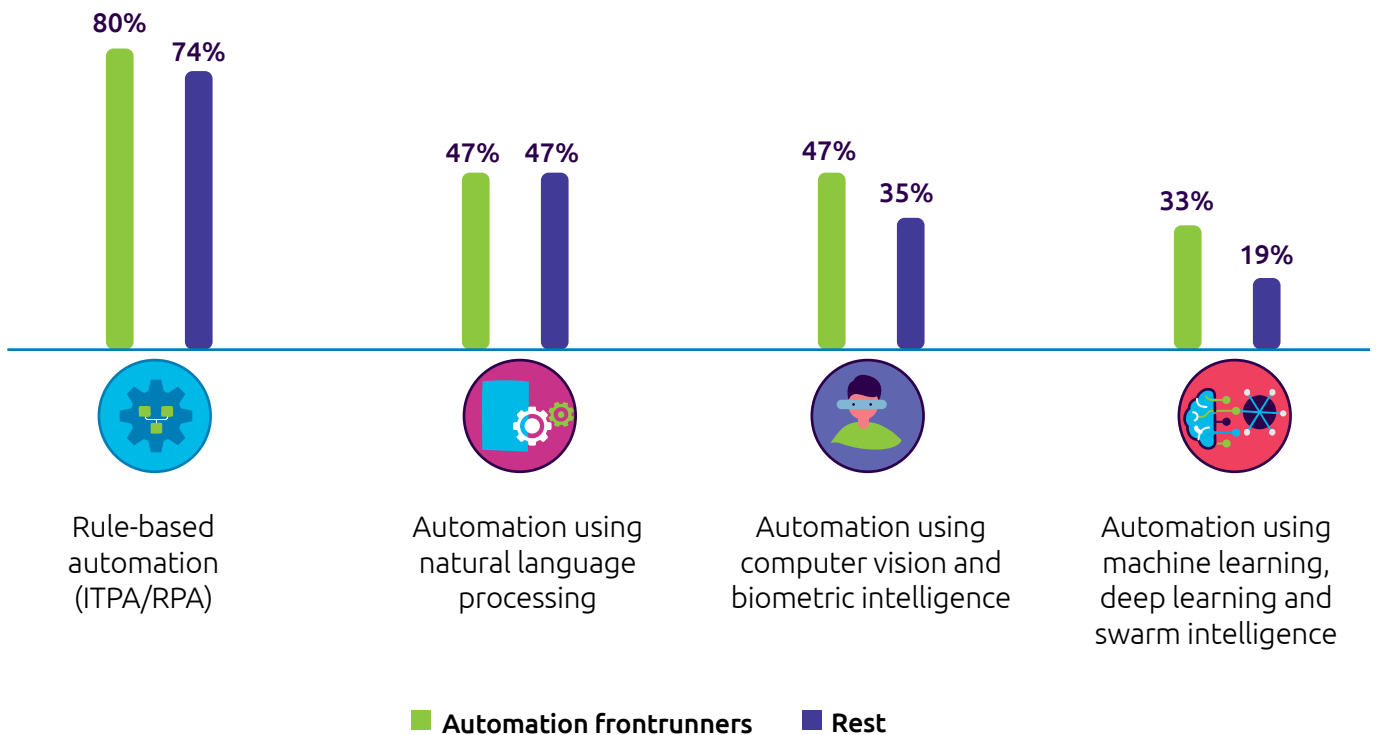 80%
74%
47% 47%
47%
35%
33%
19%
Rule-based
automation
(ITPA/RPA)
Automation using
natural language
processing
Automation using
computer vision and
biometric intelligence
Automation using
machine learning,
deep learning and
swarm intelligence
Automation frontrunners Rest